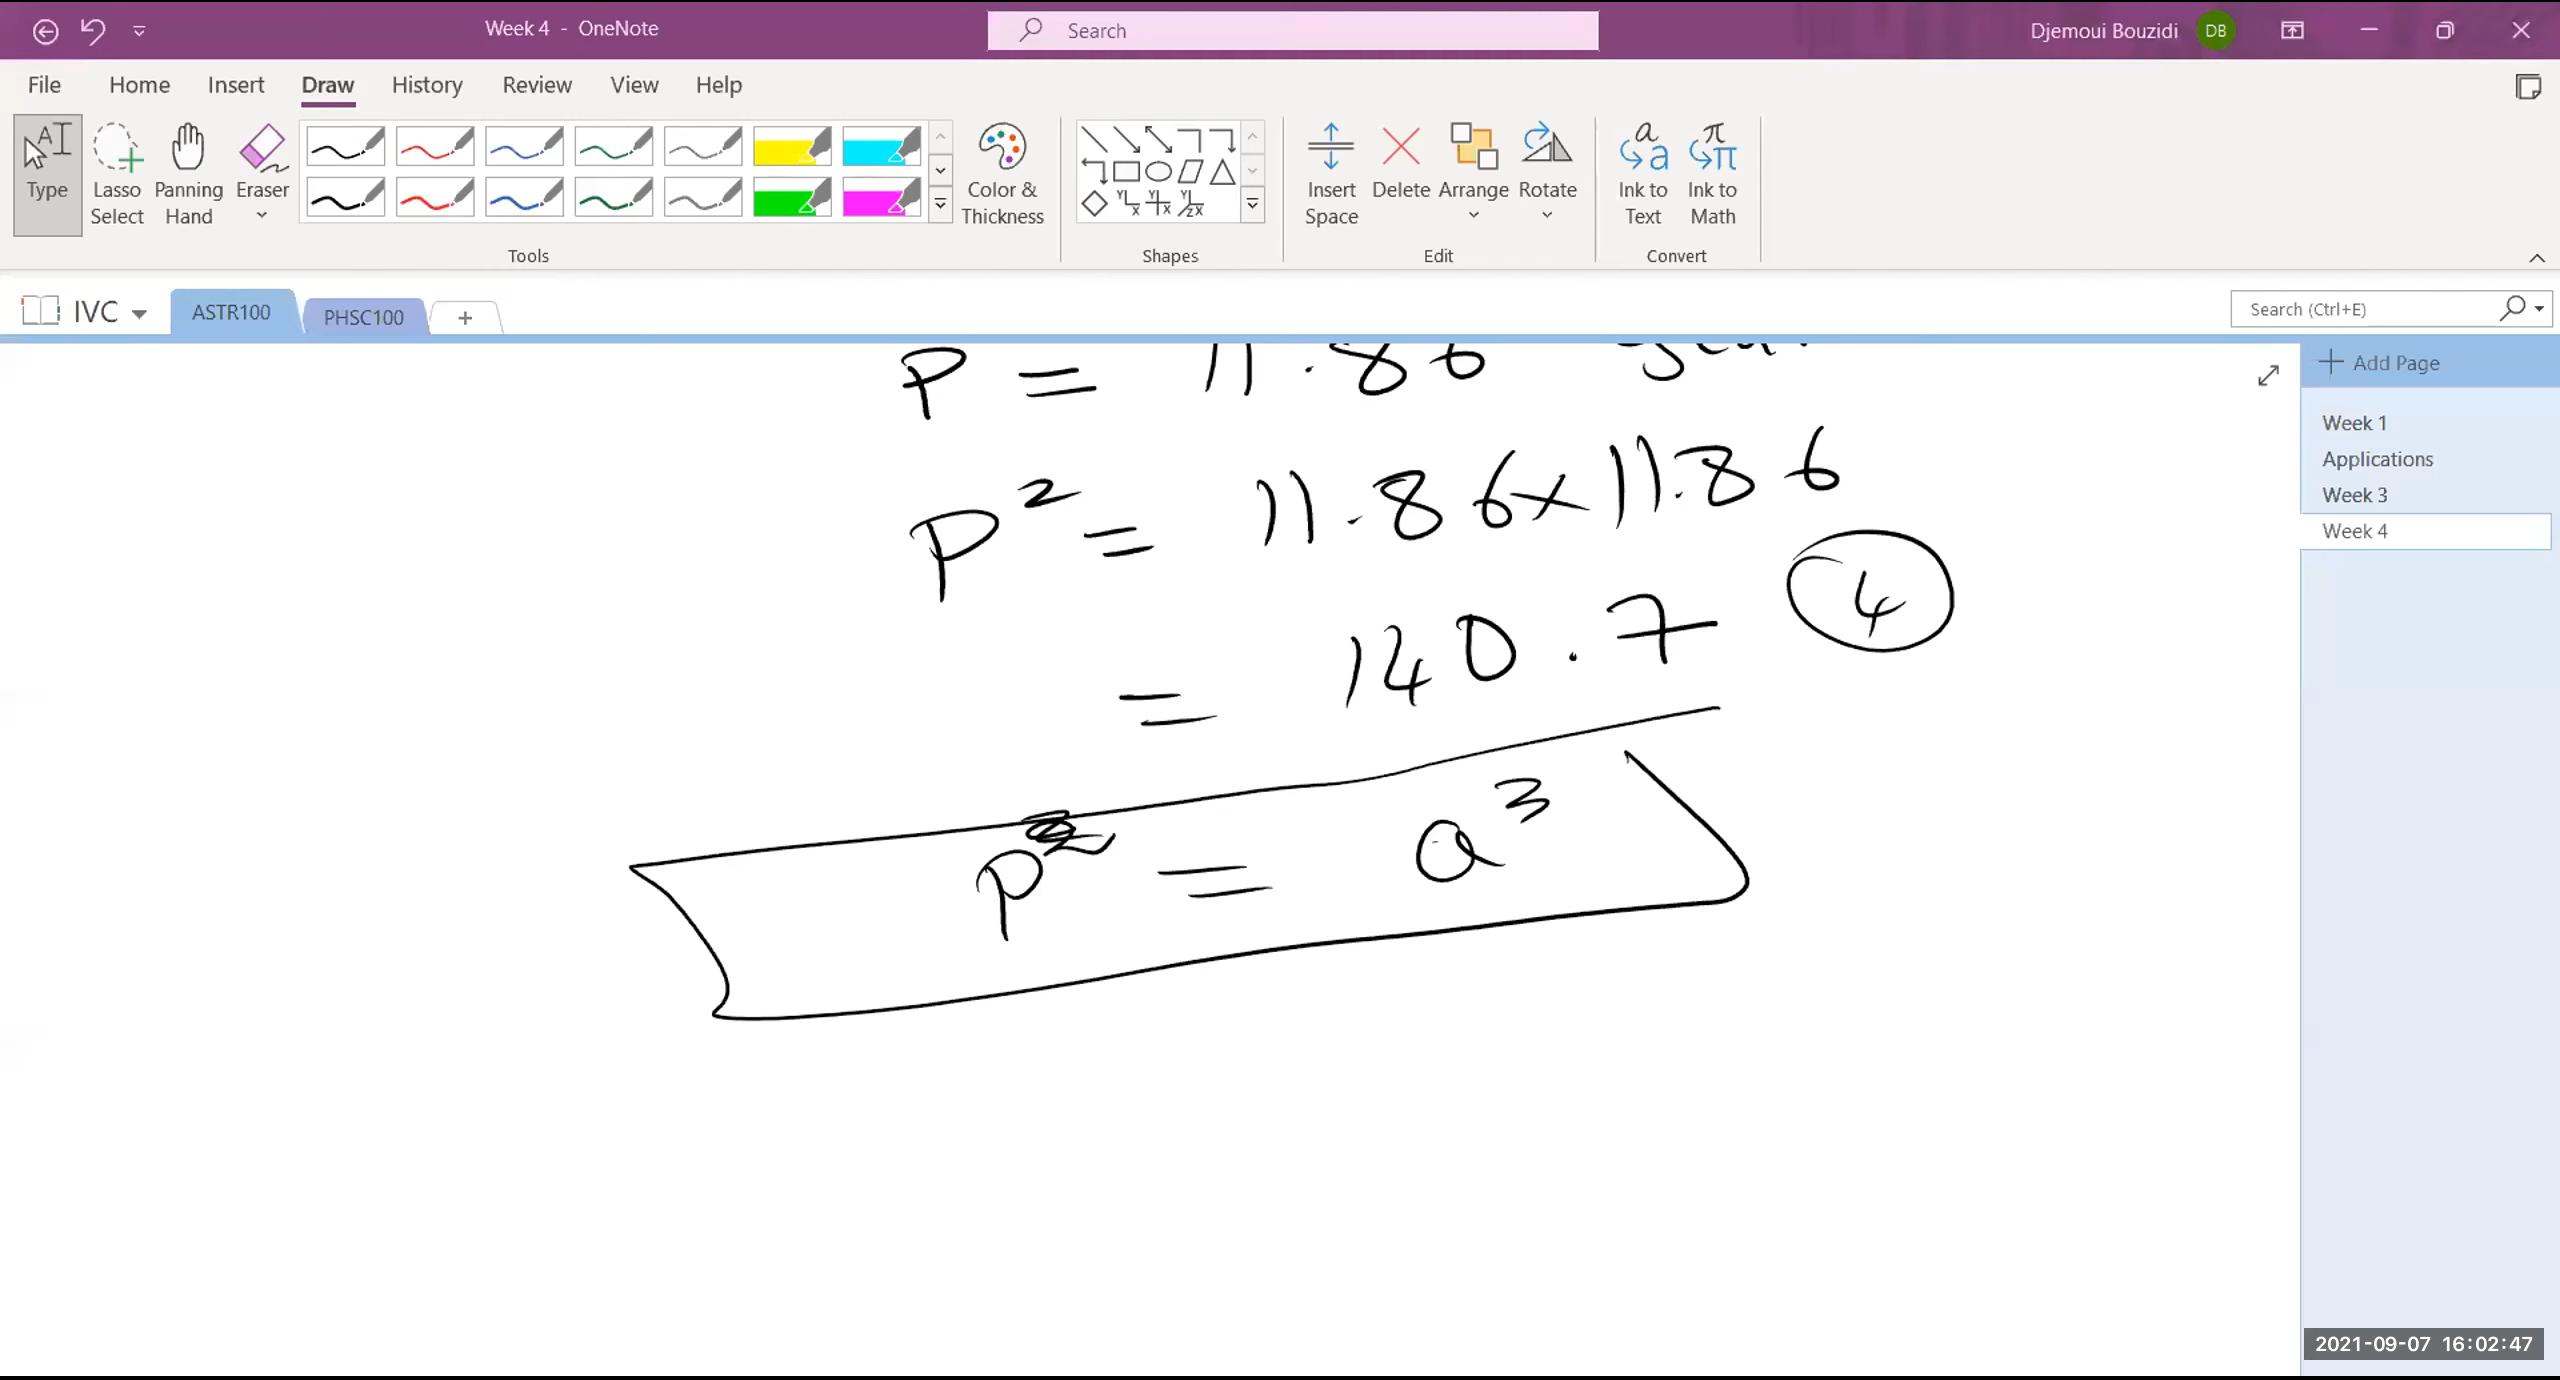 Week 4 - OneNote
Search
Djemoui Bouzidi DB
File Home Insert Draw History Review View Help
Type
Lasso Select
Panning Hand
Eraser
Color & Thickness
Insert Space
Delete
Arrange
Rotate
Ink to Text
Ink to Math
Tools Shapes Edit Convert
IVC ASTR100 PHSC100 +
Search (Ctrl+E)
Add Page
Week 1
Applications
Week 3
Week 4
P = 11.86
P² = 11.86x11.86
= 140.7 4
P² = a³
2021-09-07 16:02:47